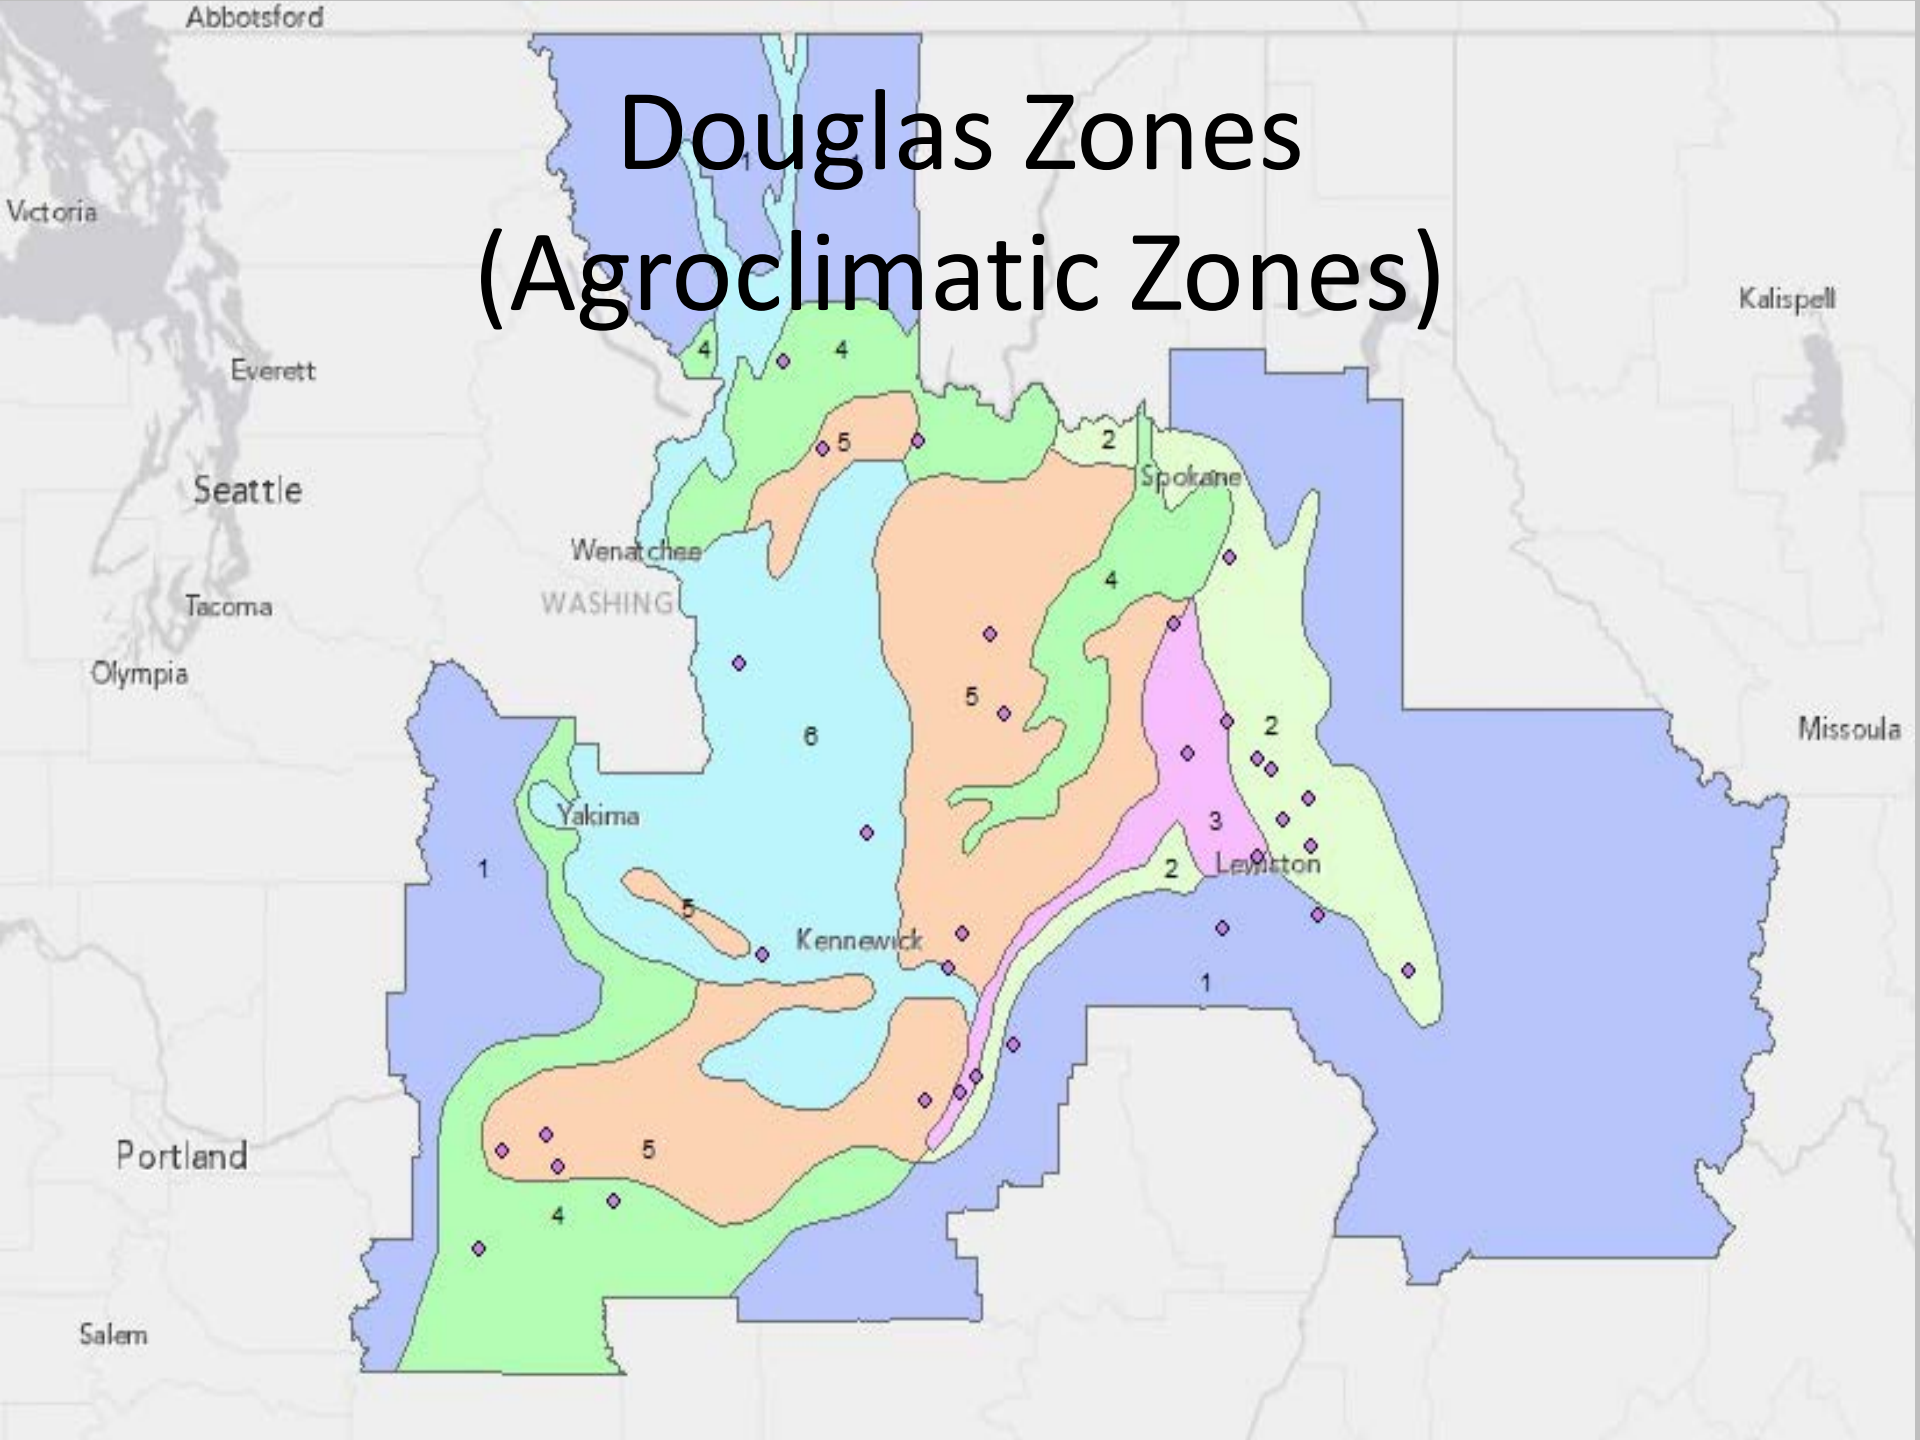 Abbotsford
Douglas Zones
1
1
Victoria
(Agroclimatic Zones)
Kalispell
4
4
Everett
5
2
Spokane
Seattle
Wenatchee
4
WASHING
Tacoma
Olympia
5
2
Missoula
6
Yakima
3
1
2
Lewiston
5
Kennewick
1
5
Portland
4
Salem